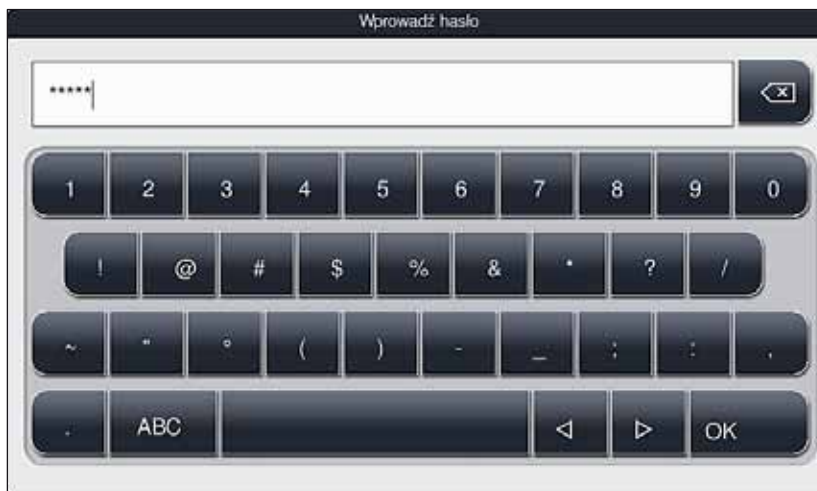 Wprowadź hasło
*****
1 2 3 4 5 6 7 8 9 0
! @ # $ % & * ? /
~ " ° ( ) - _ ; : ,
. ABC OK